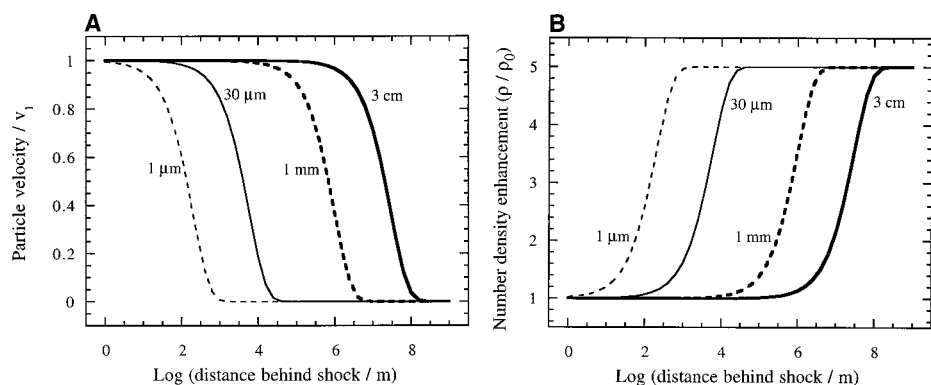 A
Particle velocity / v₁
1
0.8
0.6
0.4
0.2
0
0 2 4 6 8
Log (distance behind shock / m)
1 μm
30 μm
1 mm
3 cm
B
Number density enhancement (ρ / ρ₀)
5
4
3
2
1
0 2 4 6 8
Log (distance behind shock / m)
1 μm
30 μm
1 mm
3 cm